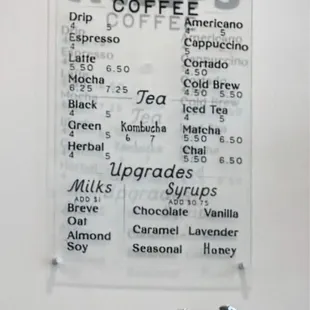 COFFEE
Drip
4 5
Espresso
4 5
Latte
5.50 6.50
Mocha
6.25 7.25
Americano
4 5
Cappuccino
5
Cortado
4.50
Cold Brew
4.50 5.50
Tea
Black
4 5
Green
4 5
Herbal
4 5
Kombucha
6 7
Iced Tea
4 5
Matcha
5.50 6.50
Chai
5.50 6.50
Upgrades
Milks
ADD $1
Breve
Oat
Almond
Soy
Syrups
ADD $0.75
Chocolate Vanilla
Caramel Lavender
Seasonal Honey